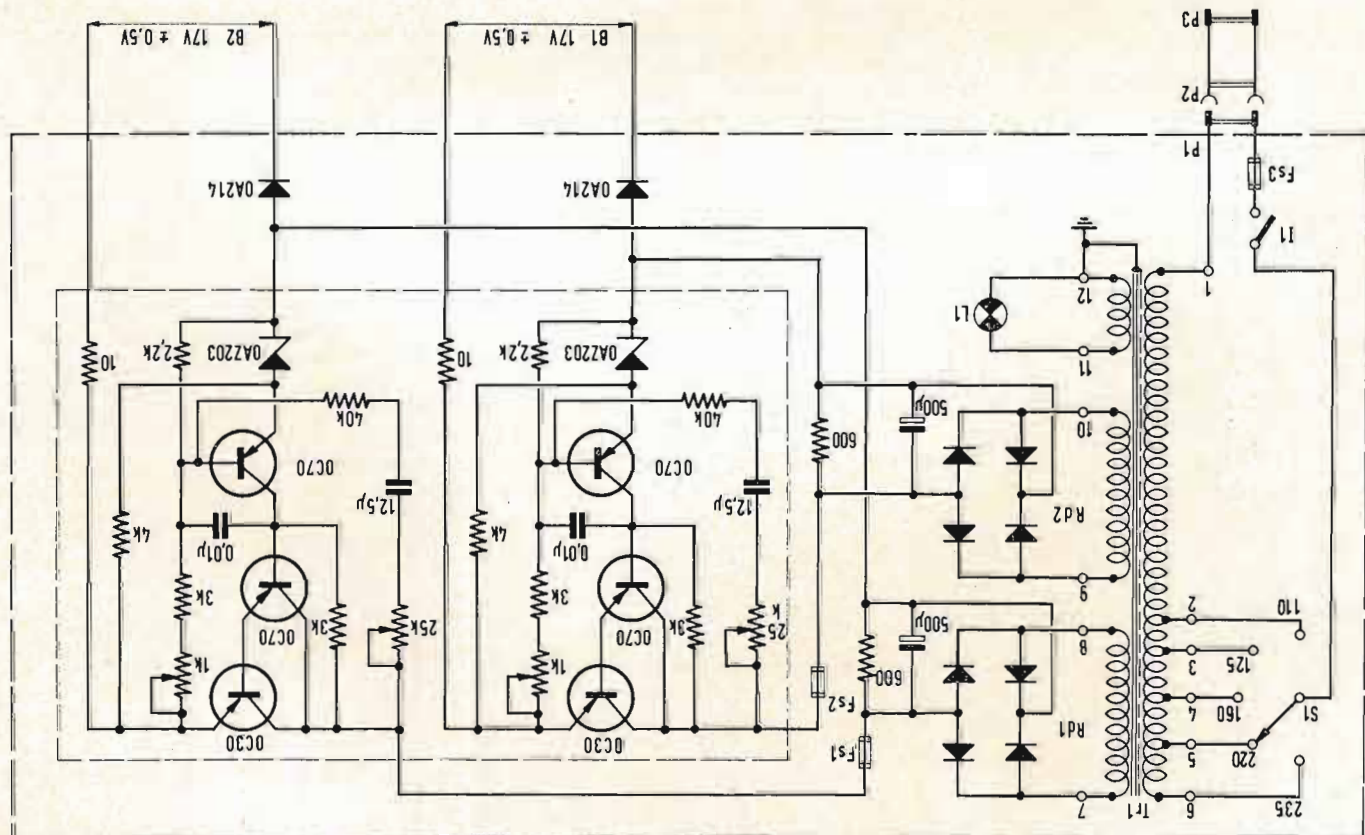 235
6
Tr1
7
220
5
Fs1
OC30
OC30
Rd1
S1
160
4
Fs2
600
1k
1k
125
3
8
500μ
25
k
25k
110
2
OC70
3k
3k
OC70
3k
3k
9
0,01μ
0,01μ
Rd2
12,5μ
4k
12,5μ
4k
OC70
OC70
600
10
500μ
40k
40k
11
OAZ203
2,2k
10
OAZ203
2,2k
10
L1
12
1
I1
Fs3
OA214
OA214
P1
P2
B1 17V ± 0,5V
B2 17V ± 0,5V
P3